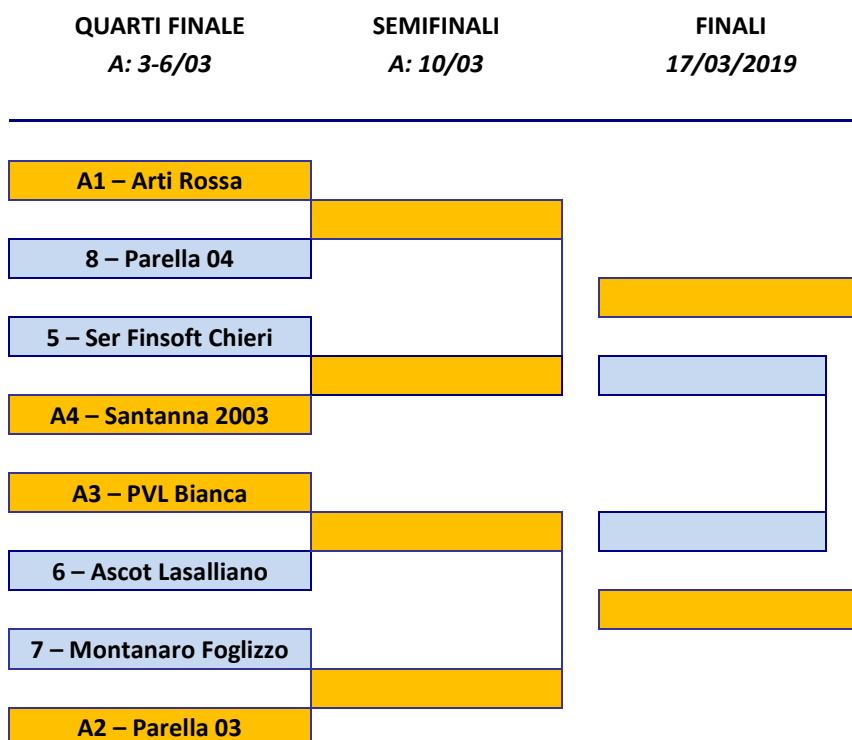 QUARTI FINALE
A: 3-6/03
SEMIFINALI
A: 10/03
FINALI
17/03/2019
A1 – Arti Rossa
8 – Parella 04
5 – Ser Finsoft Chieri
A4 – Santanna 2003
A3 – PVL Bianca
6 – Ascot Lasalliano
7 – Montanaro Foglizzo
A2 – Parella 03